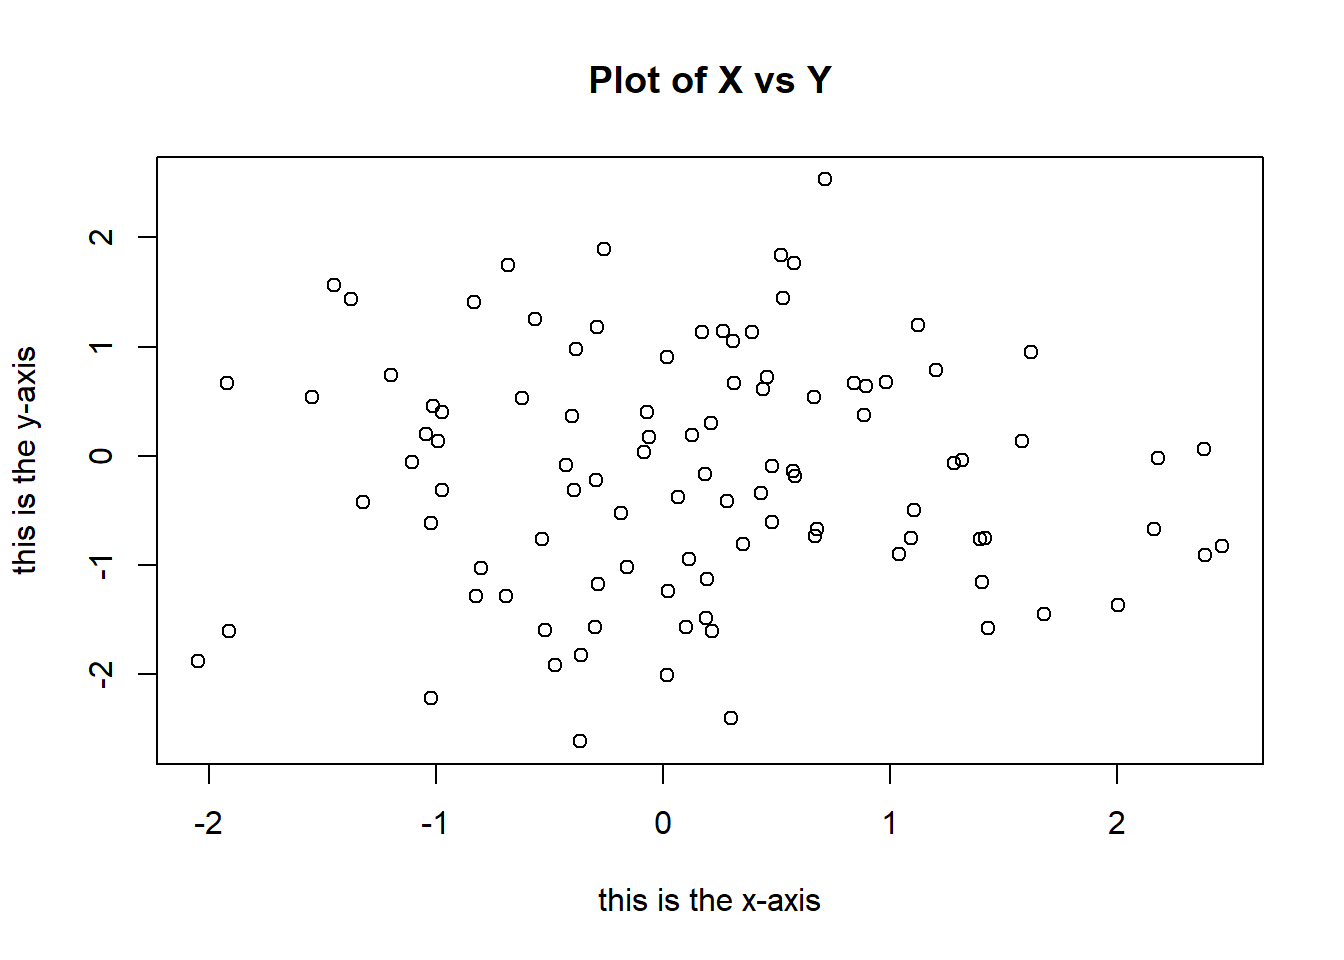 Plot of X vs Y
2
1
0
-1
-2
this is the y-axis
-2 -1 0 1 2
this is the x-axis